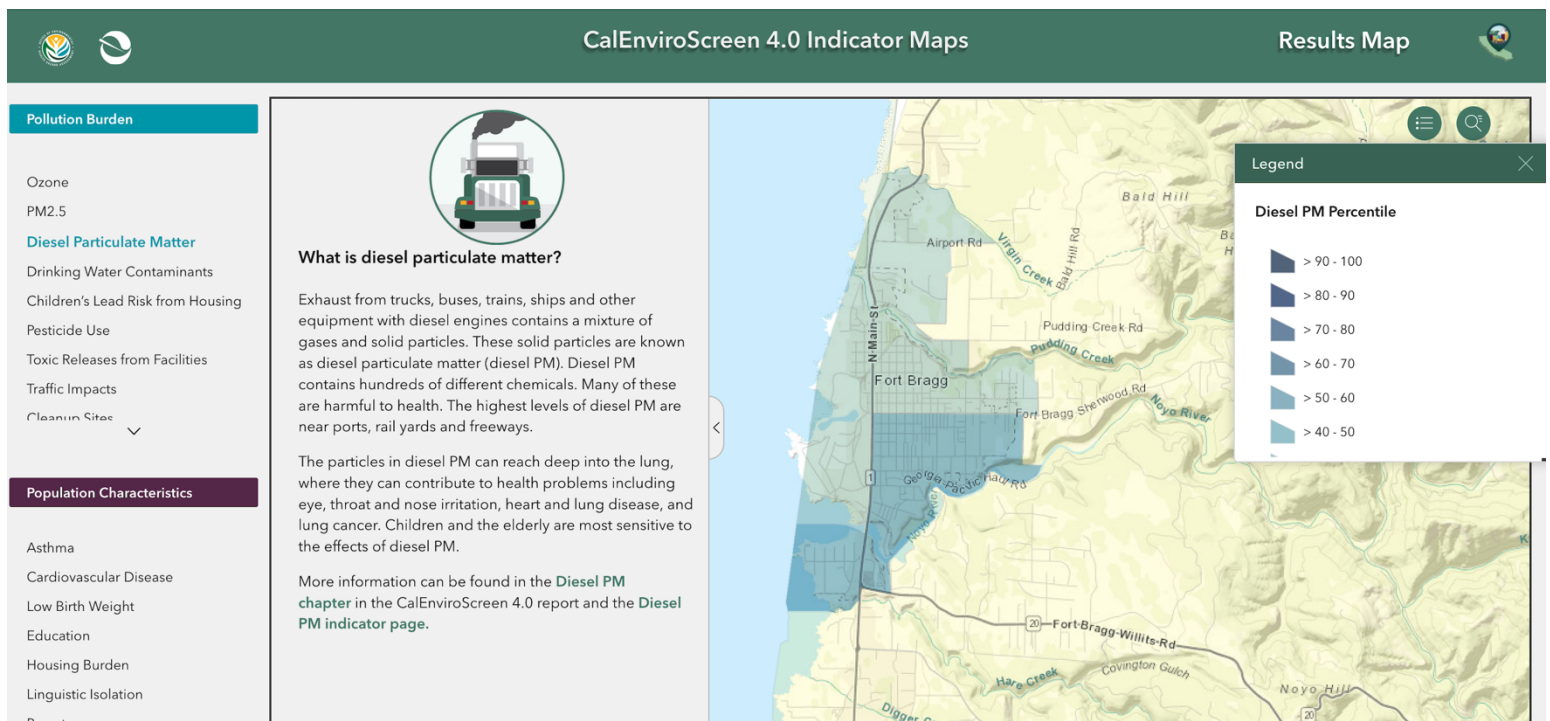 CalEnviroScreen 4.0 Indicator Maps
Results Map
Pollution Burden
Ozone
PM2.5
Diesel Particulate Matter
Drinking Water Contaminants
Children's Lead Risk from Housing
Pesticide Use
Toxic Releases from Facilities
Traffic Impacts
Cleanup Sites
Population Characteristics
Asthma
Cardiovascular Disease
Low Birth Weight
Education
Housing Burden
Linguistic Isolation
What is diesel particulate matter?
Exhaust from trucks, buses, trains, ships and other
equipment with diesel engines contains a mixture of
gases and solid particles. These solid particles are known
as diesel particulate matter (diesel PM). Diesel PM
contains hundreds of different chemicals. Many of these
are harmful to health. The highest levels of diesel PM are
near ports, rail yards and freeways.
The particles in diesel PM can reach deep into the lung,
where they can contribute to health problems including
eye, throat and nose irritation, heart and lung disease, and
lung cancer. Children and the elderly are most sensitive to
the effects of diesel PM.
More information can be found in the Diesel PM
chapter in the CalEnviroScreen 4.0 report and the Diesel
PM indicator page.
Bald Hill
Airport Rd
Virgin Creek
Bald Hill Rd
N Main St
Pudding Creek Rd
Pudding Creek
Fort Bragg
Fort Bragg Sherwood Rd
Noyo River
1
Georgia-Pacific Haul Rd
Noyo River
20
Fort-Bragg-Willits-Rd
Hare Creek
Covington Gulch
Noyo Hill
20
Digger
Legend
Diesel PM Percentile
> 90 - 100
> 80 - 90
> 70 - 80
> 60 - 70
> 50 - 60
> 40 - 50